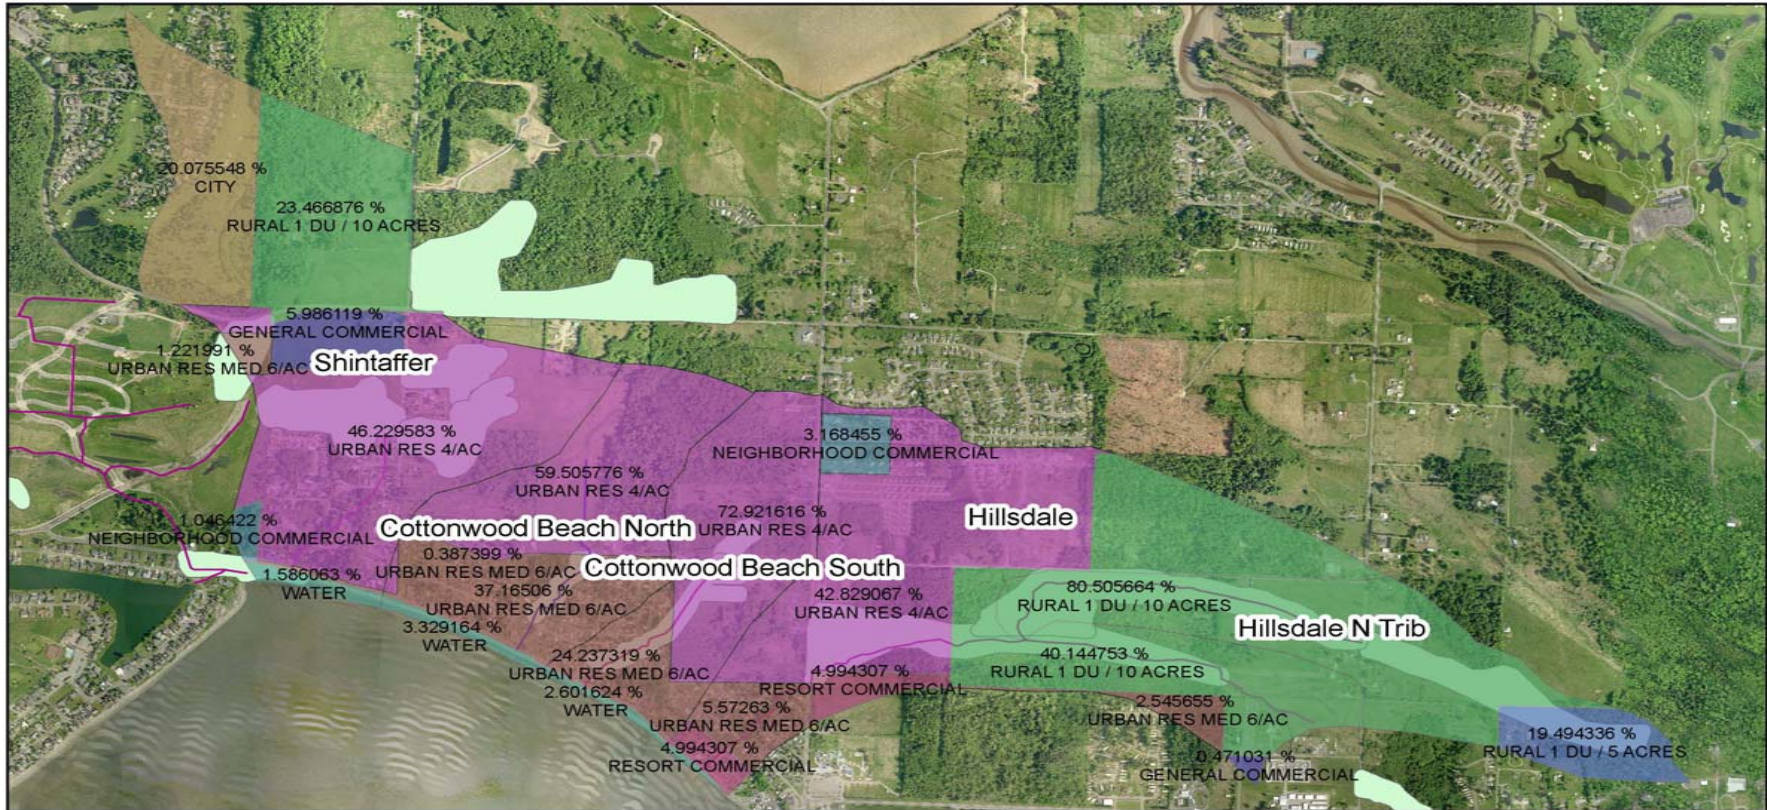 20.075548 %
CITY
23.466876 %
RURAL 1 DU / 10 ACRES
5.986119 %
GENERAL COMMERCIAL
1.221991 %
URBAN RES MED 6/AC
Shintaffer
46.229583 %
URBAN RES 4/AC
3.168455 %
NEIGHBORHOOD COMMERCIAL
59.505776 %
URBAN RES 4/AC
72.921616 %
URBAN RES 4/AC
Hillsdale
1.046422 %
NEIGHBORHOOD COMMERCIAL
Cottonwood Beach North
0.387399 %
URBAN RES MED 6/AC
Cottonwood Beach South
1.586063 %
WATER
37.16506 %
URBAN RES MED 6/AC
42.829067 %
URBAN RES 4/AC
80.505664 %
RURAL 1 DU / 10 ACRES
Hillsdale N Trib
3.329164 %
WATER
24.237319 %
URBAN RES MED 6/AC
40.144753 %
RURAL 1 DU / 10 ACRES
4.994307 %
RESORT COMMERCIAL
2.601624 %
WATER
5.57263 %
URBAN RES MED 6/AC
2.545655 %
URBAN RES MED 6/AC
4.994307 %
RESORT COMMERCIAL
0.471031 %
GENERAL COMMERCIAL
19.494336 %
RURAL 1 DU / 5 ACRES